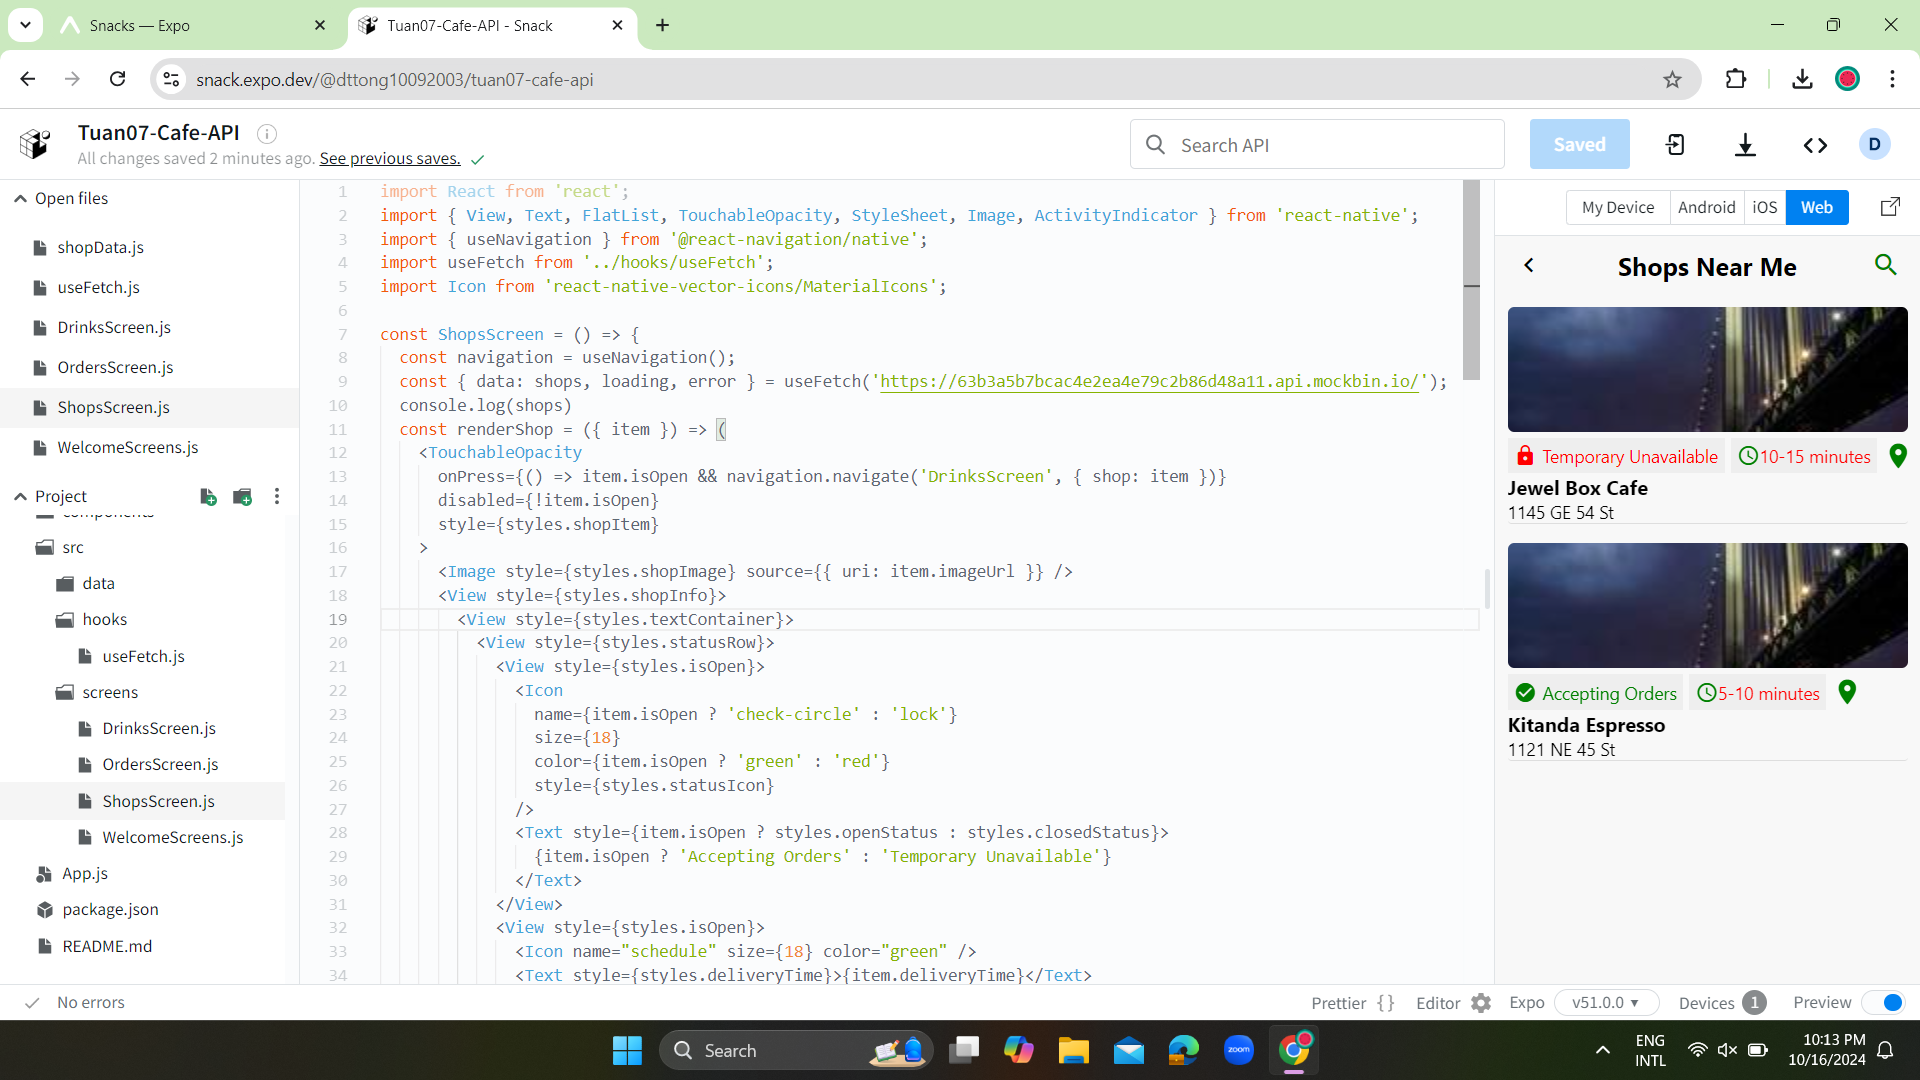 Snacks — Expo
Tuan07-Cafe-API - Snack
snack.expo.dev/@dttong10092003/tuan07-cafe-api
Tuan07-Cafe-API
All changes saved 2 minutes ago. See previous saves.
Search API
Saved
D
Open files
shopData.js
useFetch.js
DrinksScreen.js
OrdersScreen.js
ShopsScreen.js
WelcomeScreens.js
Project
components
src
data
hooks
useFetch.js
screens
DrinksScreen.js
OrdersScreen.js
ShopsScreen.js
WelcomeScreens.js
App.js
package.json
README.md
1 import React from 'react';
2 import { View, Text, FlatList, TouchableOpacity, StyleSheet, Image, ActivityIndicator } from 'react-native';
3 import { useNavigation } from '@react-navigation/native';
4 import useFetch from '../hooks/useFetch';
5 import Icon from 'react-native-vector-icons/MaterialIcons';
6
7 const ShopsScreen = () => {
8 const navigation = useNavigation();
9 const { data: shops, loading, error } = useFetch('https://63b3a5b7bcac4e2ea4e79c2b86d48a11.api.mockbin.io/');
10 console.log(shops)
11 const renderShop = ({ item }) => (
12 <TouchableOpacity
13 onPress={() => item.isOpen && navigation.navigate('DrinksScreen', { shop: item })}
14 disabled={!item.isOpen}
15 style={styles.shopItem}
16 >
17 <Image style={styles.shopImage} source={{ uri: item.imageUrl }} />
18 <View style={styles.shopInfo}>
19 <View style={styles.textContainer}>
20 <View style={styles.statusRow}>
21 <View style={styles.isOpen}>
22 <Icon
23 name={item.isOpen ? 'check-circle' : 'lock'}
24 size={18}
25 color={item.isOpen ? 'green' : 'red'}
26 style={styles.statusIcon}
27 />
28 <Text style={item.isOpen ? styles.openStatus : styles.closedStatus}>
29 {item.isOpen ? 'Accepting Orders' : 'Temporary Unavailable'}
30 </Text>
31 </View>
32 <View style={styles.isOpen}>
33 <Icon name="schedule" size={18} color="green" />
34 <Text style={styles.deliveryTime}>{item.deliveryTime}</Text>
My Device
Android
iOS
Web
Shops Near Me
Temporary Unavailable
10-15 minutes
Jewel Box Cafe
1145 GE 54 St
Accepting Orders
5-10 minutes
Kitanda Espresso
1121 NE 45 St
No errors
Prettier { }
Editor
Expo
v51.0.0
Devices 1
Preview
Search
zoom
ENG
INTL
10:13 PM
10/16/2024